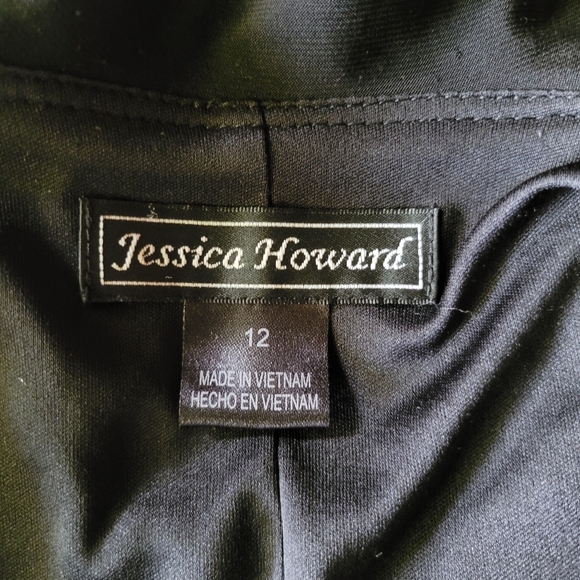 Jessica Howard
12
MADE IN VIETNAM
HECHO EN VIETNAM